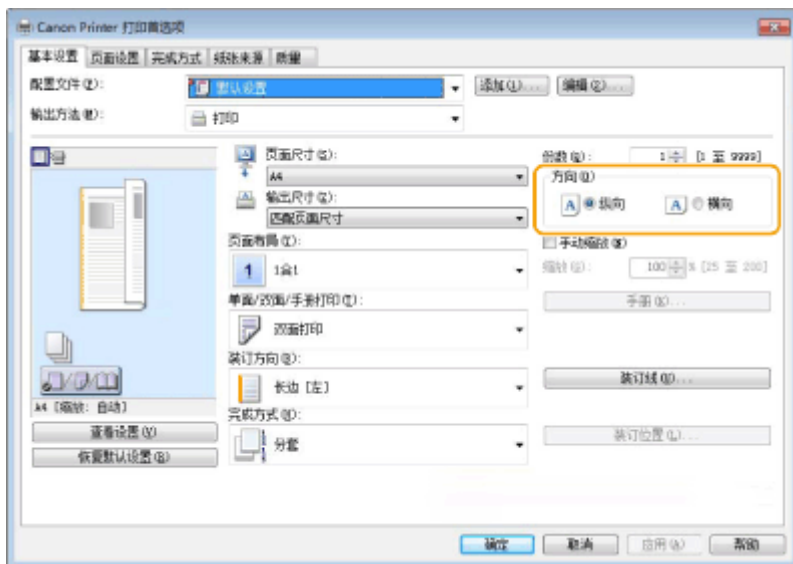 Canon Printer 打印首选项
基本设置 页面设置 完成方式 纸张来源 质量
配置文件(F): 默认设置 添加(1)... 编辑(2)...
输出方法(M): 打印
页面尺寸(S):
A4
份数(Q): 1 [1 至 9999]
方向(D)
输出尺寸(Z):
匹配页面尺寸
A 纵向 A 横向
页面布局(Y):
1 1合1
手动缩放(N)
缩放(G): 100 % [25 至 200]
单面/双面/手册打印(T):
双面打印
手册(K)...
装订方向(B):
长边 [左]
装订线(W)...
A4 [缩放: 自动]
完成方式(H):
分套
查看设置(V)
装订位置(L)...
恢复默认设置(R)
确定 取消 应用(A) 帮助